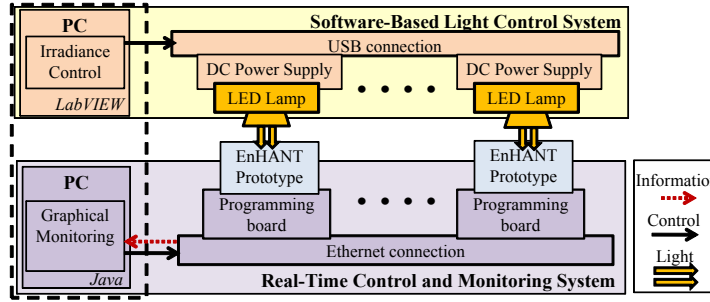 Software-Based Light Control System
PC
Irradiance
Control
LabVIEW
USB connection
DC Power Supply
DC Power Supply
LED Lamp
LED Lamp
EnHANT
Prototype
EnHANT
Prototype
PC
Graphical
Monitoring
Java
Programming
board
Programming
board
Ethernet connection
Real-Time Control and Monitoring System
Information
Control
Light